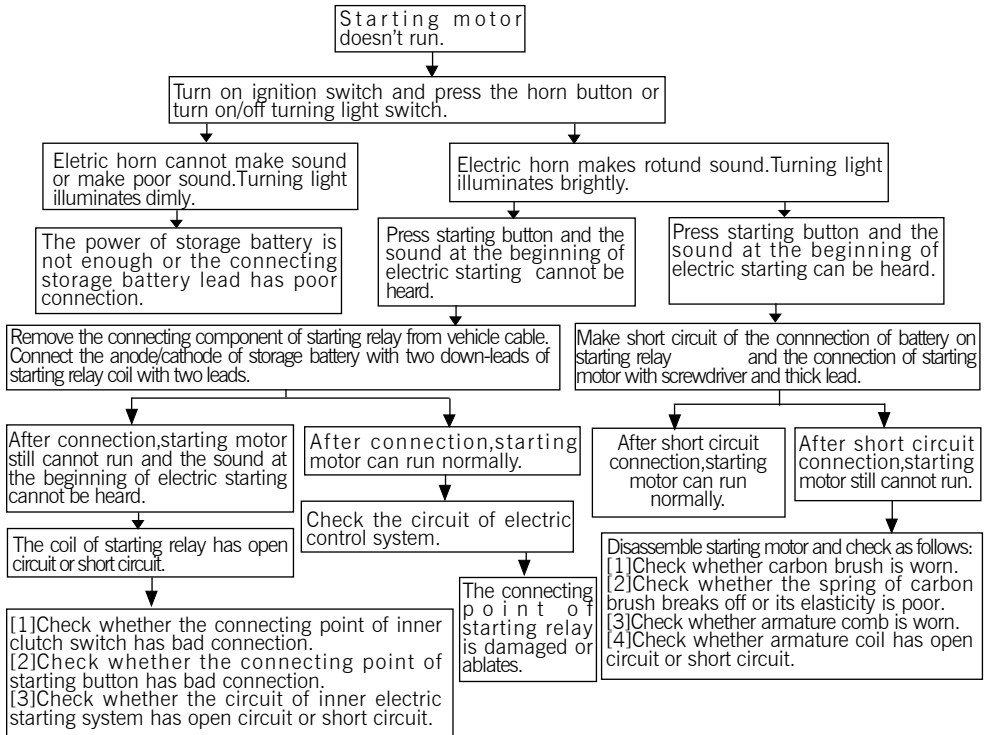 Starting motor
doesn't run.
Turn on ignition switch and press the horn button or
turn on/off turning light switch.
Eletric horn cannot make sound
or make poor sound.Turning light
illuminates dimly.
Electric horn makes rotund sound.Turning light
illuminates brightly.
The power of storage battery is
not enough or the connecting
storage battery lead has poor
connection.
Press starting button and the
sound at the beginning of
electric starting cannot be
heard.
Press starting button and the
sound at the beginning of
electric starting can be heard.
Remove the connecting component of starting relay from vehicle cable.
Connect the anode/cathode of storage battery with two down-leads of
starting relay coil with two leads.
Make short circuit of the connnection of battery on
starting relay and the connection of starting
motor with screwdriver and thick lead.
After connection,starting motor
still cannot run and the sound at
the beginning of electric starting
cannot be heard.
After connection,starting
motor can run normally.
After short circuit
connection,starting
motor can run
normally.
After short circuit
connection,starting
motor still cannot run.
The coil of starting relay has open
circuit or short circuit.
Check the circuit of electric
control system.
The connecting
point of
starting relay
is damaged or
ablates.
Disassemble starting motor and check as follows:
[1]Check whether carbon brush is worn.
[2]Check whether the spring of carbon
brush breaks off or its elasticity is poor.
[3]Check whether armature comb is worn.
[4]Check whether armature coil has open
circuit or short circuit.
[1]Check whether the connecting point of inner
clutch switch has bad connection.
[2]Check whether the connecting point of
starting button has bad connection.
[3]Check whether the circuit of inner electric
starting system has open circuit or short circuit.